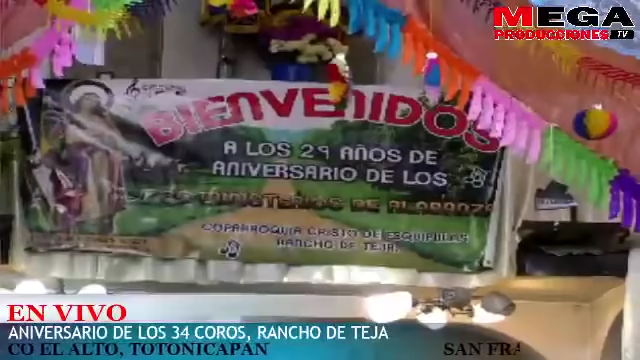 MEGA
PRODUCCIONES TV
BIENVENIDOS
A LOS 29 AÑOS DE
ANIVERSARIO DE LOS
MINISTERIOS DE ALABANZA
COPARROQUIA CRISTO DE ESQUIPULAS
RANCHO DE TEJA
EN VIVO
ANIVERSARIO DE LOS 34 COROS, RANCHO DE TEJA
CO EL ALTO, TOTONICAPAN SAN FRA